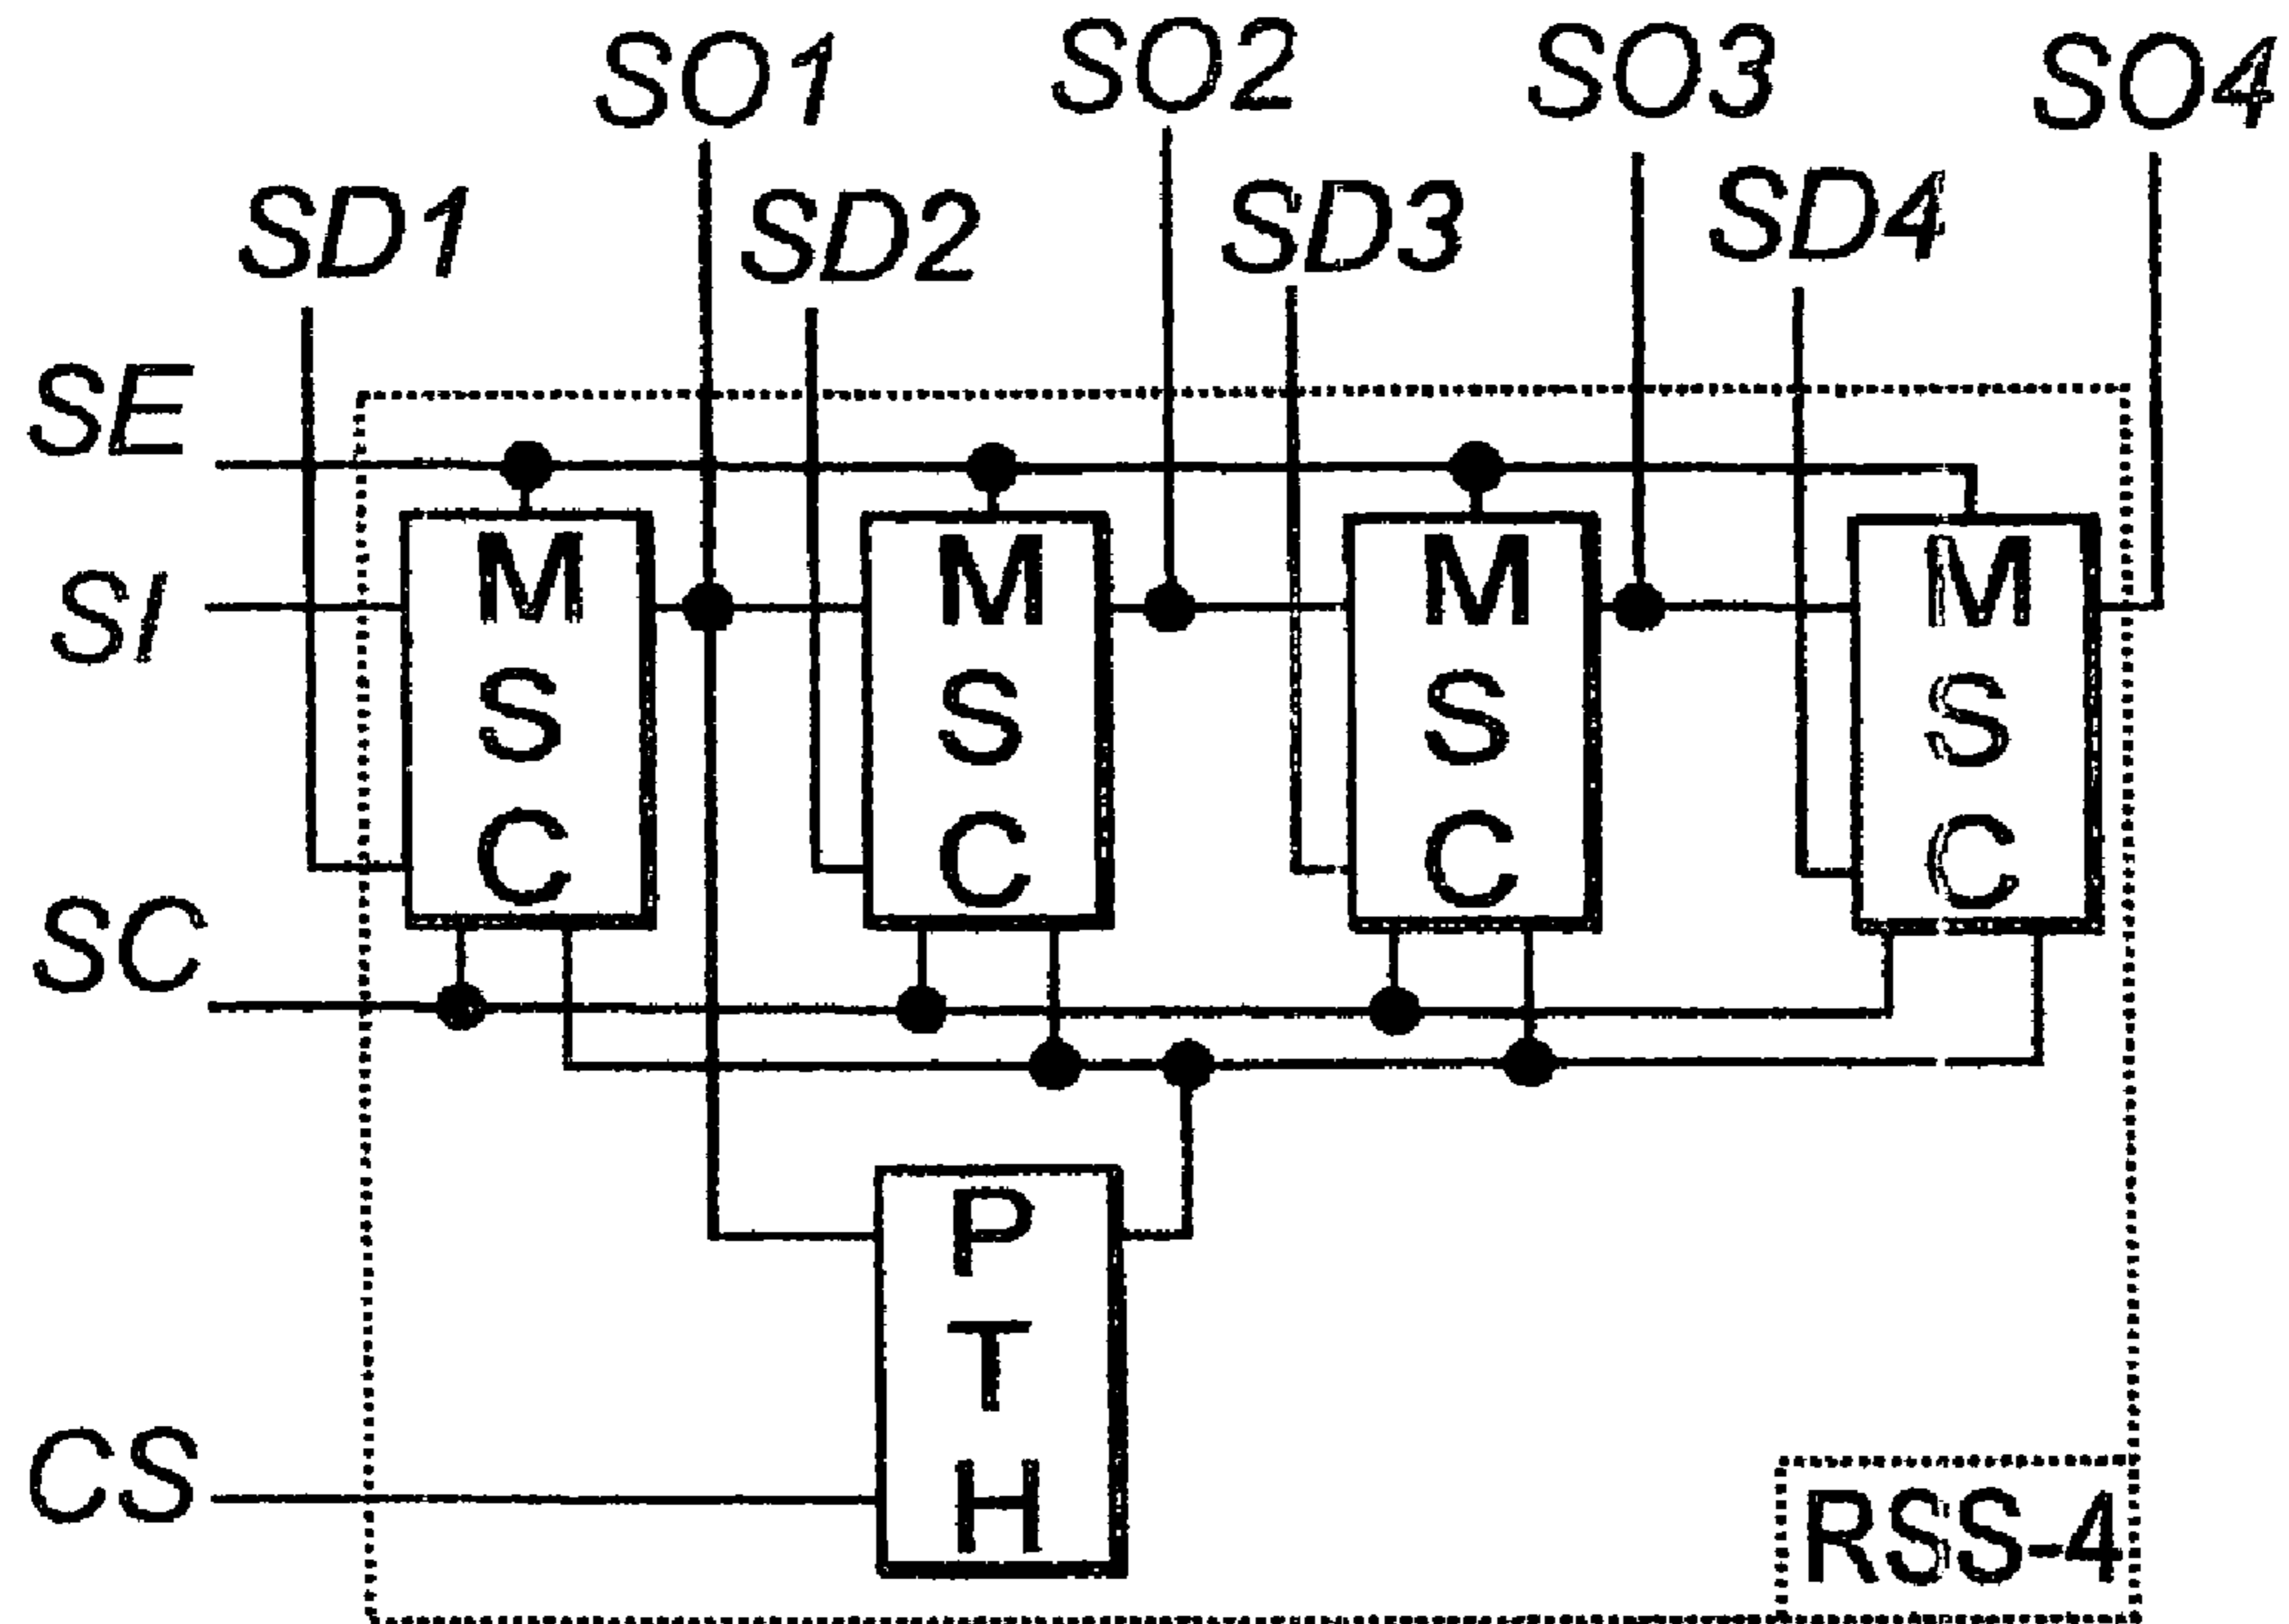 SO1 SO2 SO3 SO4
SD1 SD2 SD3 SD4
SE
SI
SC
CS
MSC
MSC
MSC
MSC
PTH
RSS-4